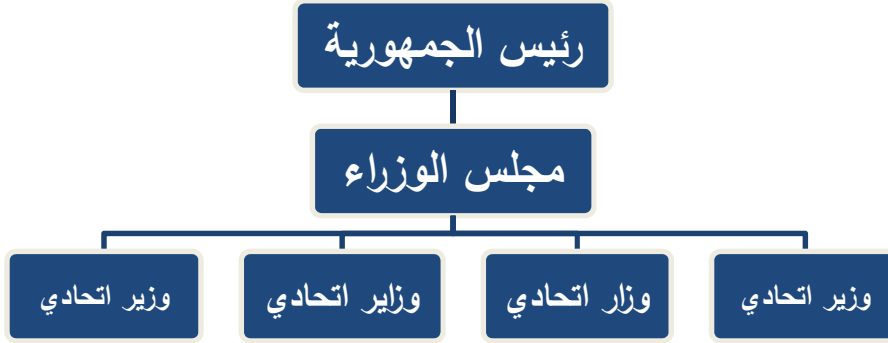 رئيس الجمهورية
مجلس الوزراء
وزير اتحادي
وزار اتحادي
وزاير اتحادي
وزير اتحادي